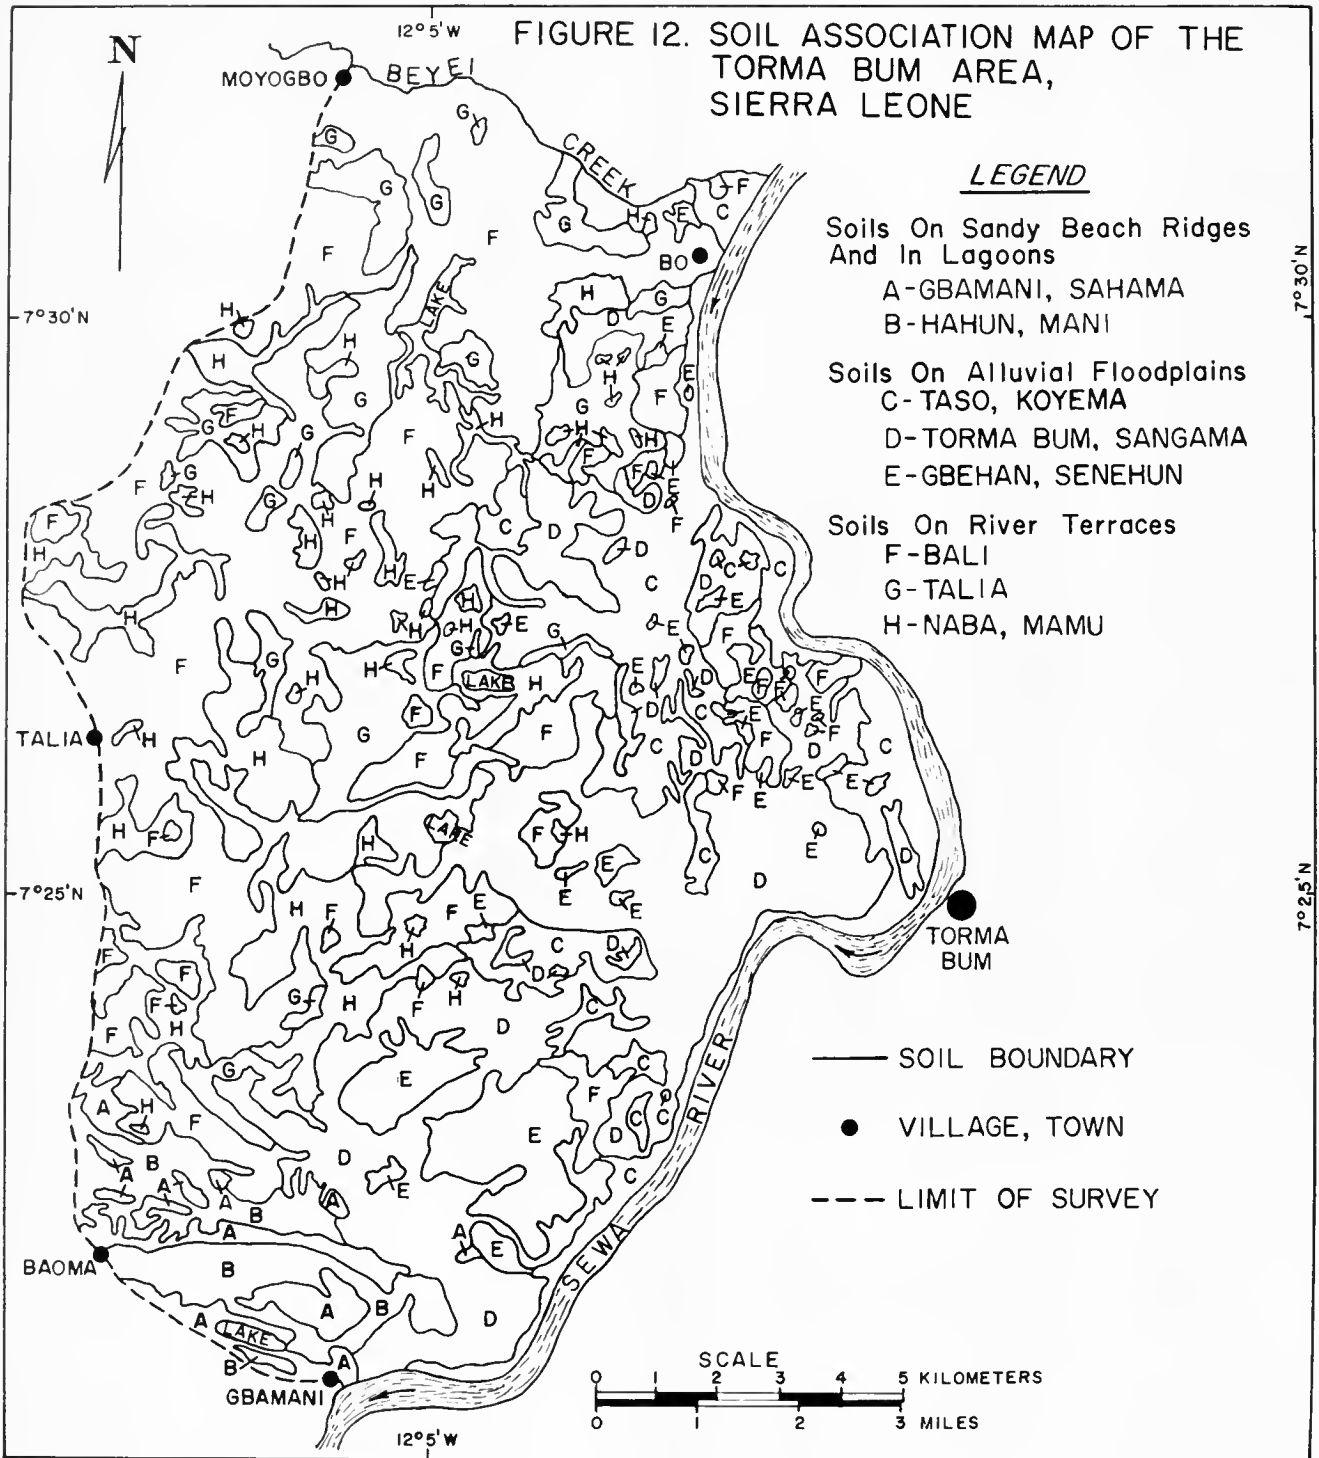 FIGURE 12. SOIL ASSOCIATION MAP OF THE
TORMA BUM AREA,
SIERRA LEONE
N
12°5'W
MOYOGBO
BEYEI CREEK
LEGEND
Soils On Sandy Beach Ridges
And In Lagoons
A-GBAMANI, SAHAMA
B-HAHUN, MANI
Soils On Alluvial Floodplains
C-TASO, KOYEMA
D-TORMA BUM, SANGAMA
E-GBEHAN, SENEHUN
Soils On River Terraces
F-BALI
G-TALIA
H-NABA, MAMU
7°30'N
7°30'N
BO
LAKE
LAKE
TALIA
LAKE
7°25'N
7°25'N
TORMA
BUM
SEWA RIVER
SOIL BOUNDARY
VILLAGE, TOWN
LIMIT OF SURVEY
BAOMA
LAKE
GBAMANI
SCALE
0 1 2 3 4 5 KILOMETERS
0 1 2 3 MILES
12°5'W